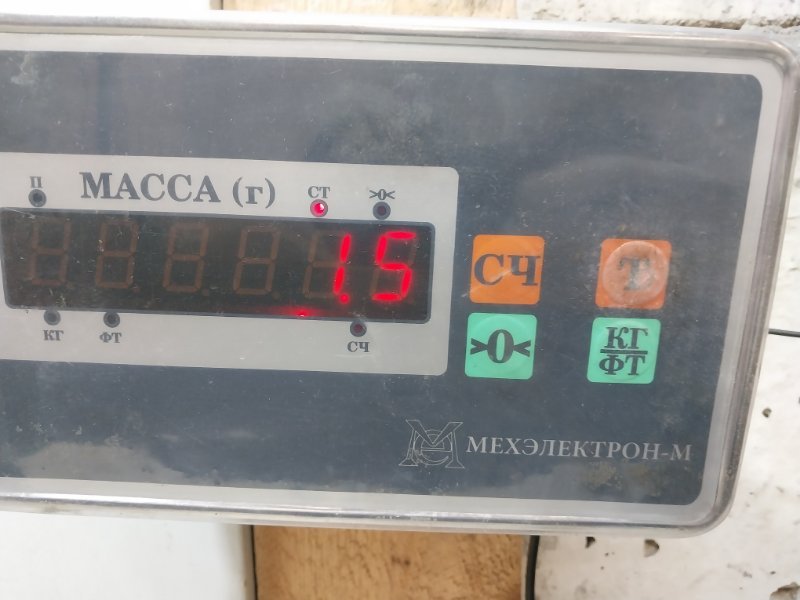 П МАССА (г) СТ >0<
1.5
КГ ФТ СЧ
СЧ Т
>0< КГ
ФТ
МЕХЭЛЕКТРОН-М